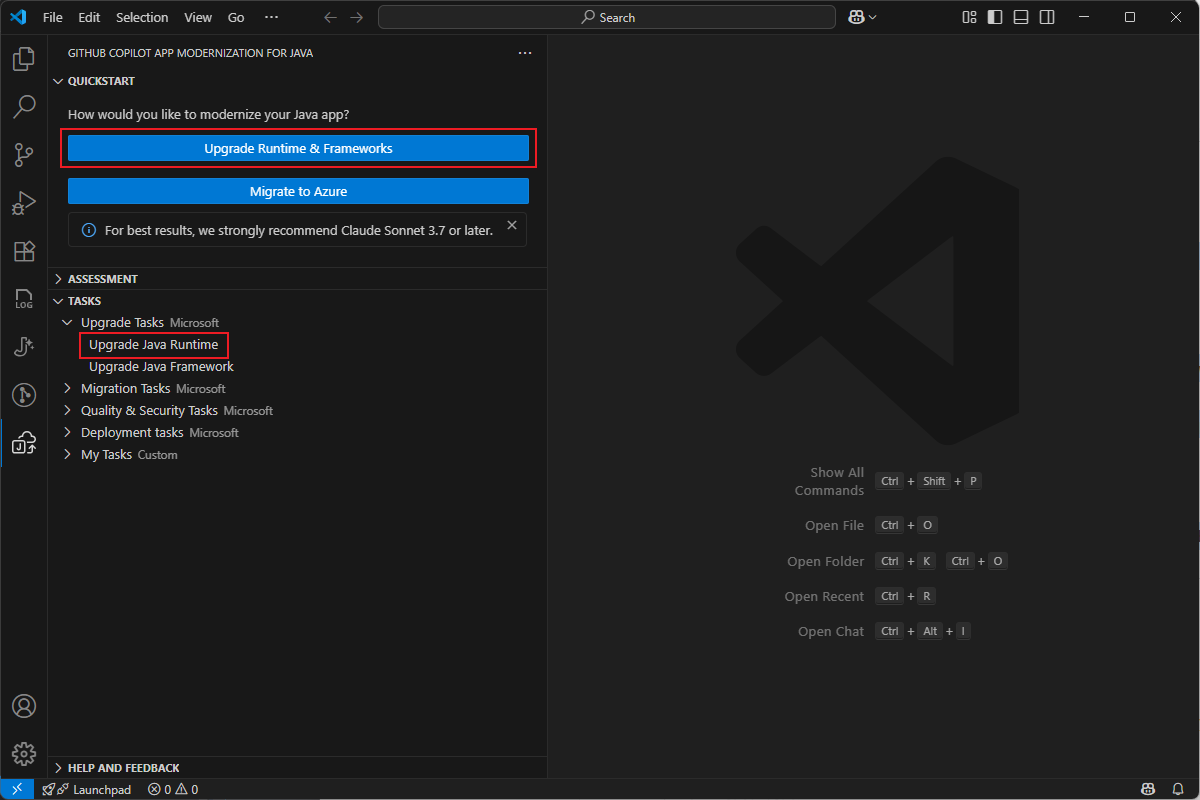 File Edit Selection View Go ··· Search
GITHUB COPILOT APP MODERNIZATION FOR JAVA ···
QUICKSTART
How would you like to modernize your Java app?
Upgrade Runtime & Frameworks
Migrate to Azure
For best results, we strongly recommend Claude Sonnet 3.7 or later.
ASSESSMENT
TASKS
Upgrade Tasks Microsoft
Upgrade Java Runtime
Upgrade Java Framework
Migration Tasks Microsoft
Quality & Security Tasks Microsoft
Deployment tasks Microsoft
My Tasks Custom
LOG
Show All
Commands Ctrl + Shift + P
Open File Ctrl + O
Open Folder Ctrl + K Ctrl + O
Open Recent Ctrl + R
Open Chat Ctrl + Alt + I
HELP AND FEEDBACK
Launchpad 0 0